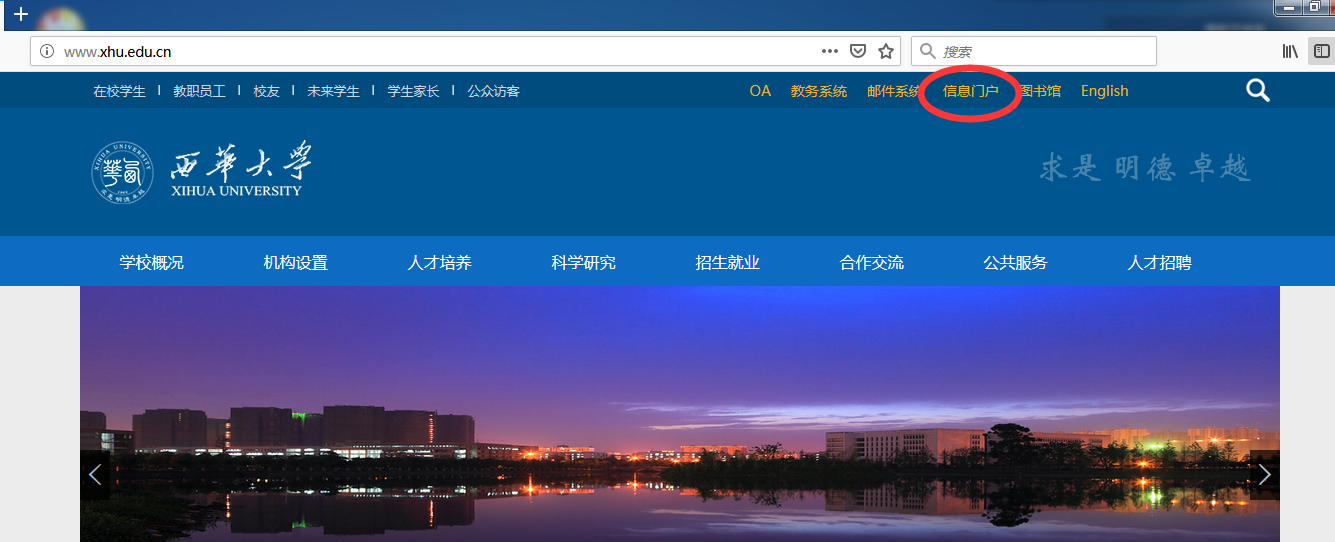 www.xhu.edu.cn
搜索
在校学生 | 教职员工 | 校友 | 未来学生 | 学生家长 | 公众访客
OA 教务系统 邮件系统 信息门户 图书馆 English
西华大学
XIHUA UNIVERSITY
求是 明德 卓越
学校概况 机构设置 人才培养 科学研究 招生就业 合作交流 公共服务 人才招聘